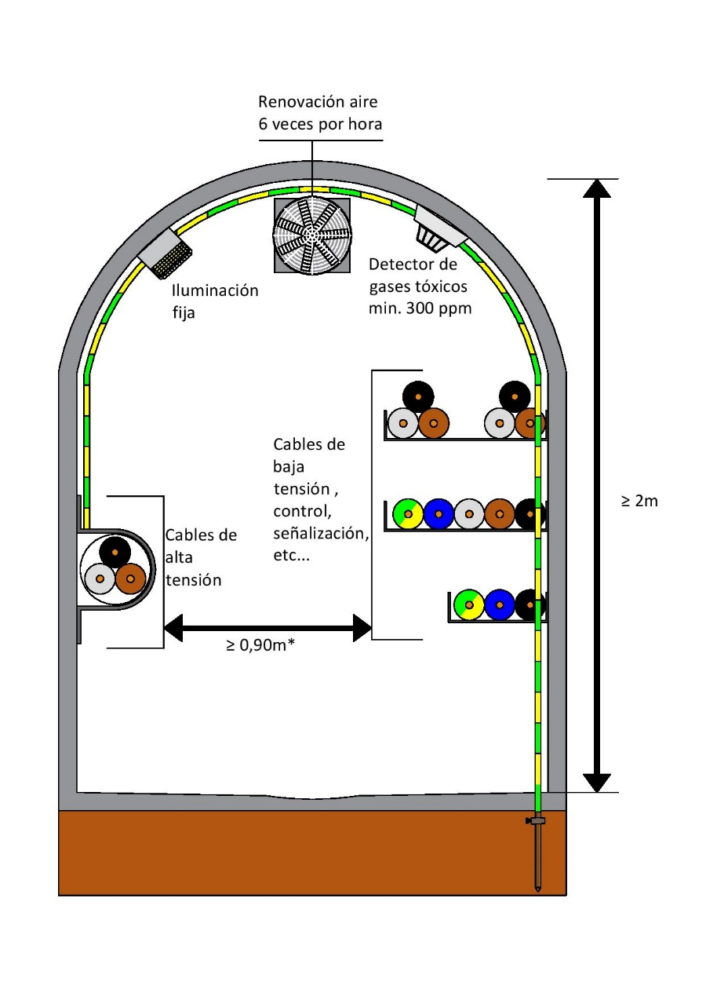 Renovación aire
6 veces por hora
Iluminación
fija
Detector de
gases tóxicos
min. 300 ppm
Cables de
baja
tensión ,
control,
señalización,
etc...
≥ 2m
Cables de
alta
tensión
≥ 0,90m*